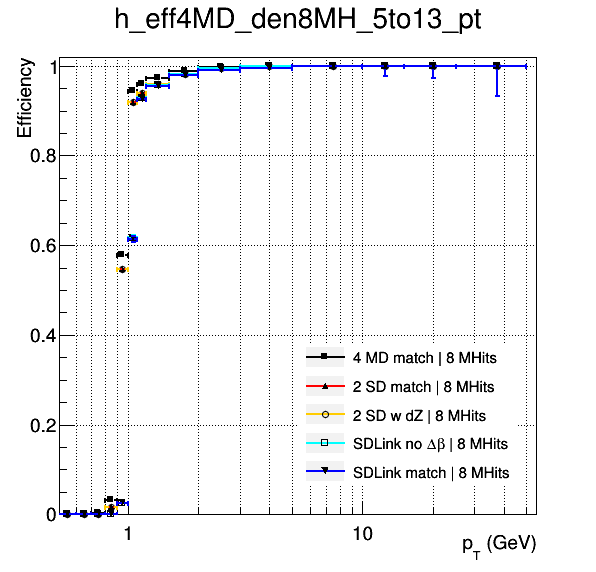 h_eff4MD_den8MH_5to13_pt
Efficiency
1
0.8
0.6
0.4
0.2
0
4 MD match | 8 MHits
2 SD match | 8 MHits
2 SD w dZ | 8 MHits
SDLink no Δβ | 8 MHits
SDLink match | 8 MHits
1
10
p_T (GeV)